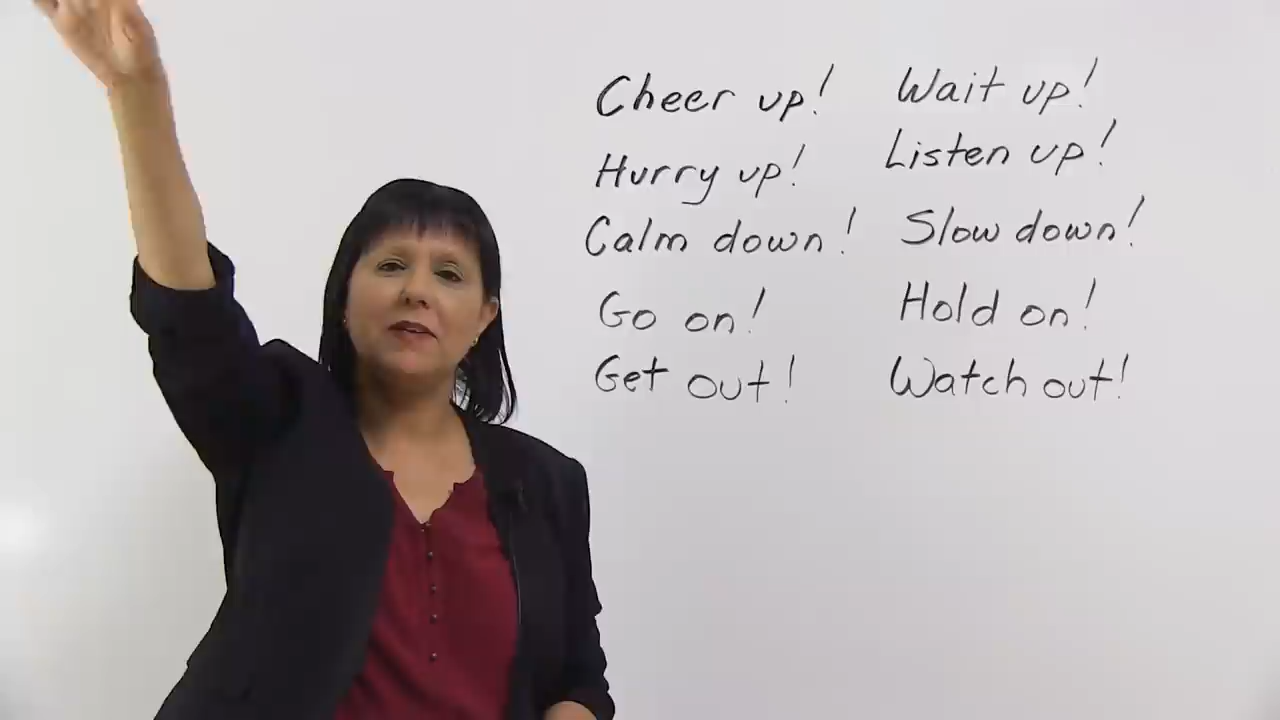 Cheer up!
Hurry up!
Calm down!
Go on!
Get out!
Wait up!
Listen up!
Slow down!
Hold on!
Watch out!